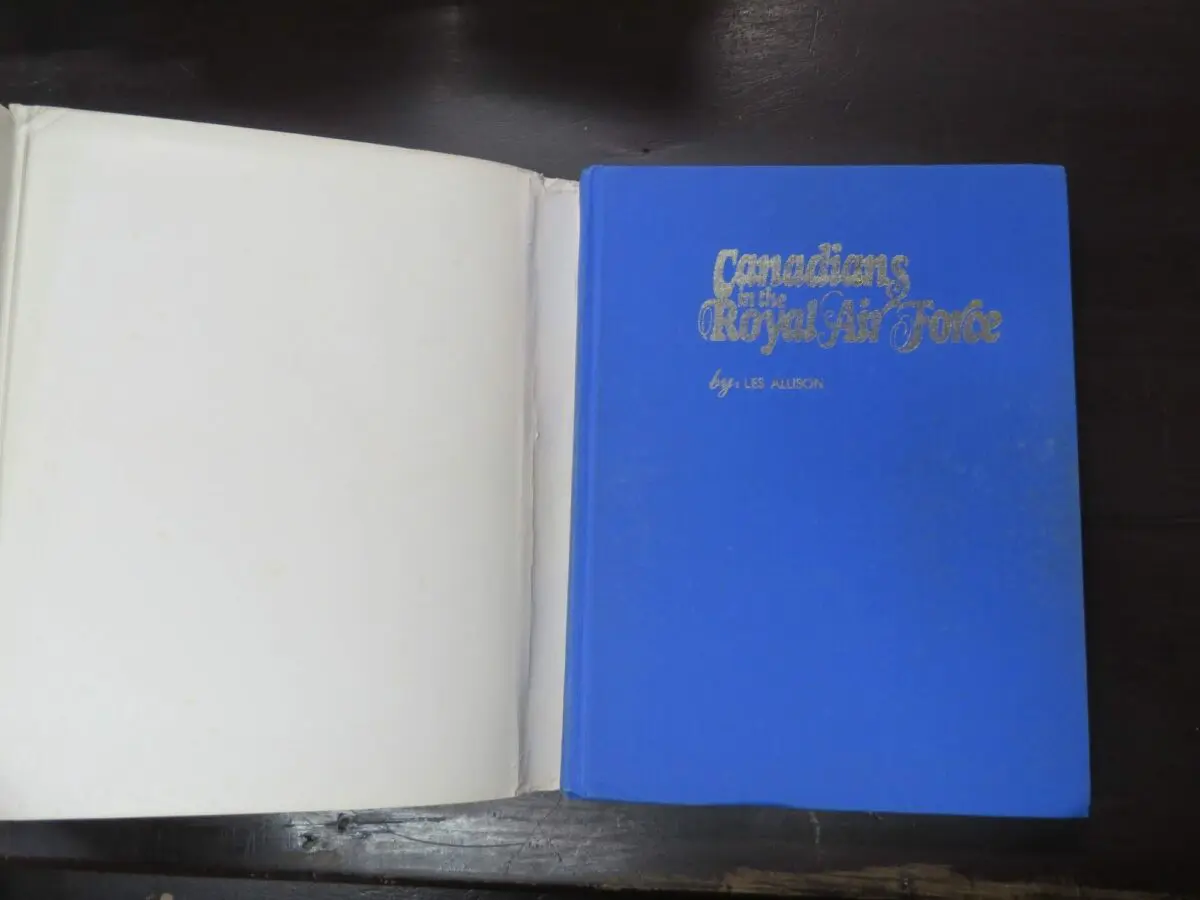 Canadians
in the
Royal Air Force
by: LES ALLISON